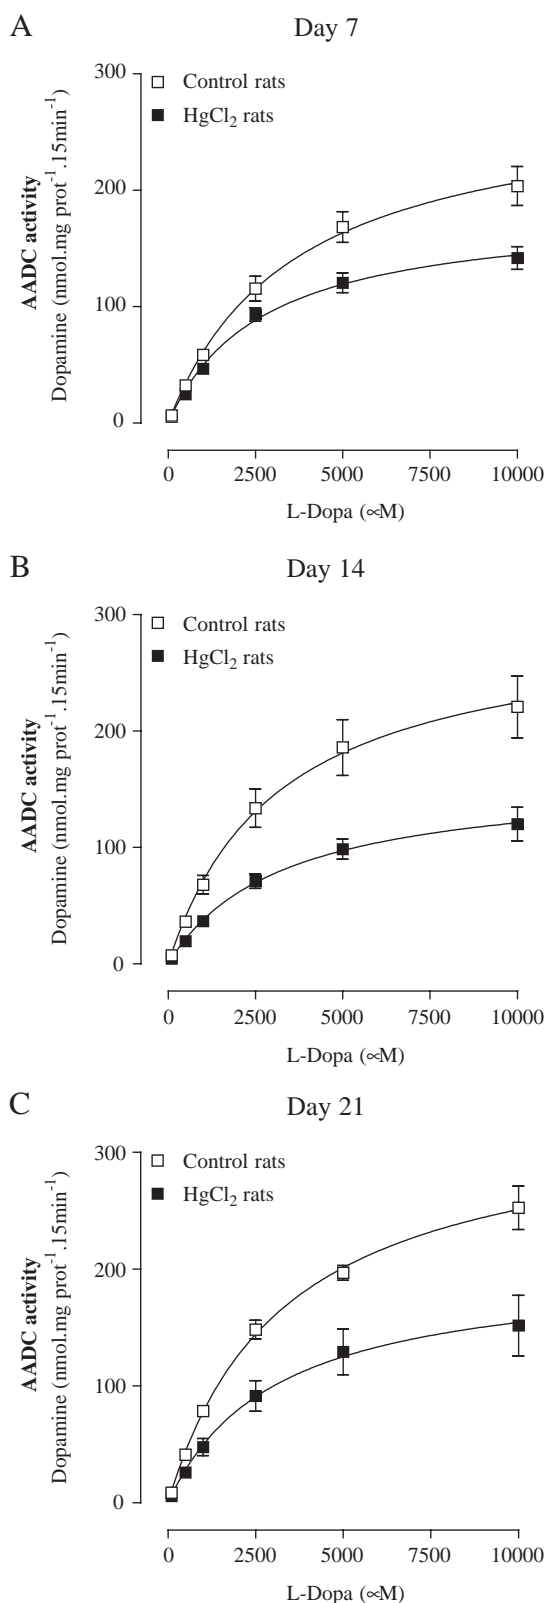 A
Day 7
300
200
100
0
Control rats
HgCl₂ rats
AADC activity
Dopamine (nmol.mg prot⁻¹.15min⁻¹)
0 2500 5000 7500 10000
L-Dopa (∝M)
B
Day 14
300
200
100
0
Control rats
HgCl₂ rats
AADC activity
Dopamine (nmol.mg prot⁻¹.15min⁻¹)
0 2500 5000 7500 10000
L-Dopa (∝M)
C
Day 21
300
200
100
0
Control rats
HgCl₂ rats
AADC activity
Dopamine (nmol.mg prot⁻¹.15min⁻¹)
0 2500 5000 7500 10000
L-Dopa (∝M)